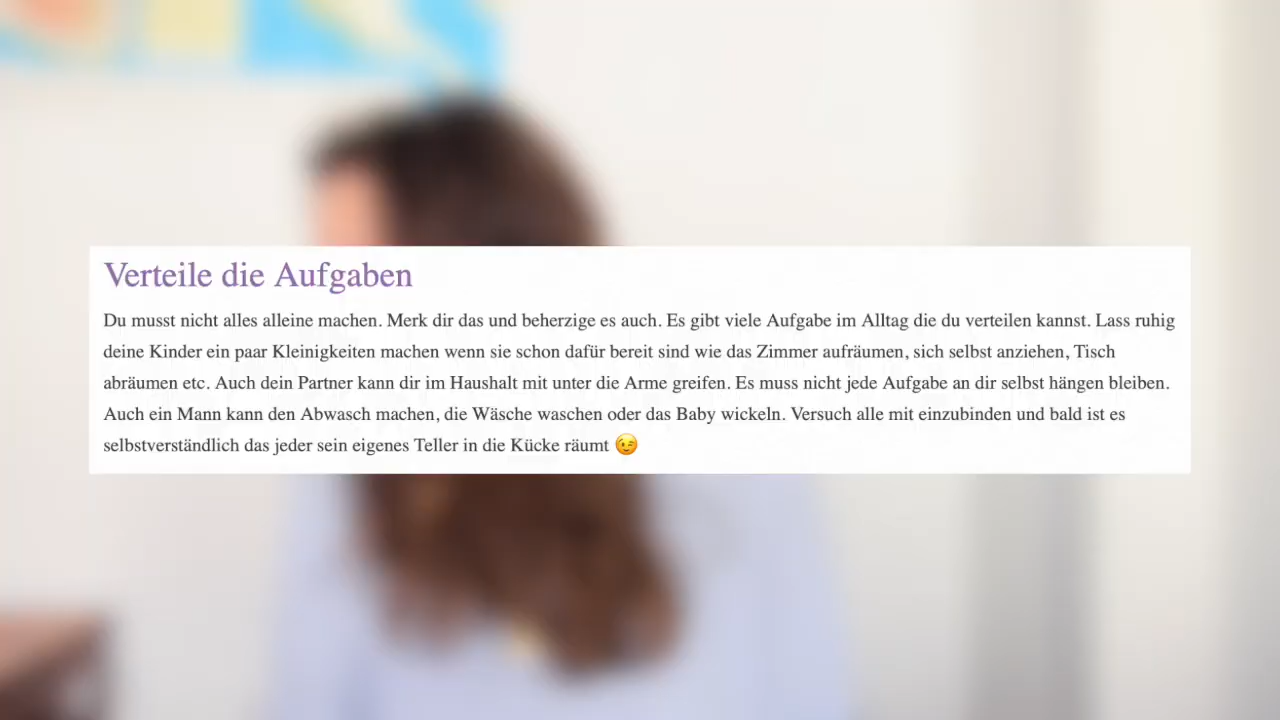 Verteile die Aufgaben
Du musst nicht alles alleine machen. Merk dir das und beherzige es auch. Es gibt viele Aufgabe im Alltag die du verteilen kannst. Lass ruhig
deine Kinder ein paar Kleinigkeiten machen wenn sie schon dafür bereit sind wie das Zimmer aufräumen, sich selbst anziehen, Tisch
abräumen etc. Auch dein Partner kann dir im Haushalt mit unter die Arme greifen. Es muss nicht jede Aufgabe an dir selbst hängen bleiben.
Auch ein Mann kann den Abwasch machen, die Wäsche waschen oder das Baby wickeln. Versuch alle mit einzubinden und bald ist es
selbstverständlich das jeder sein eigenes Teller in die Kücke räumt 😉